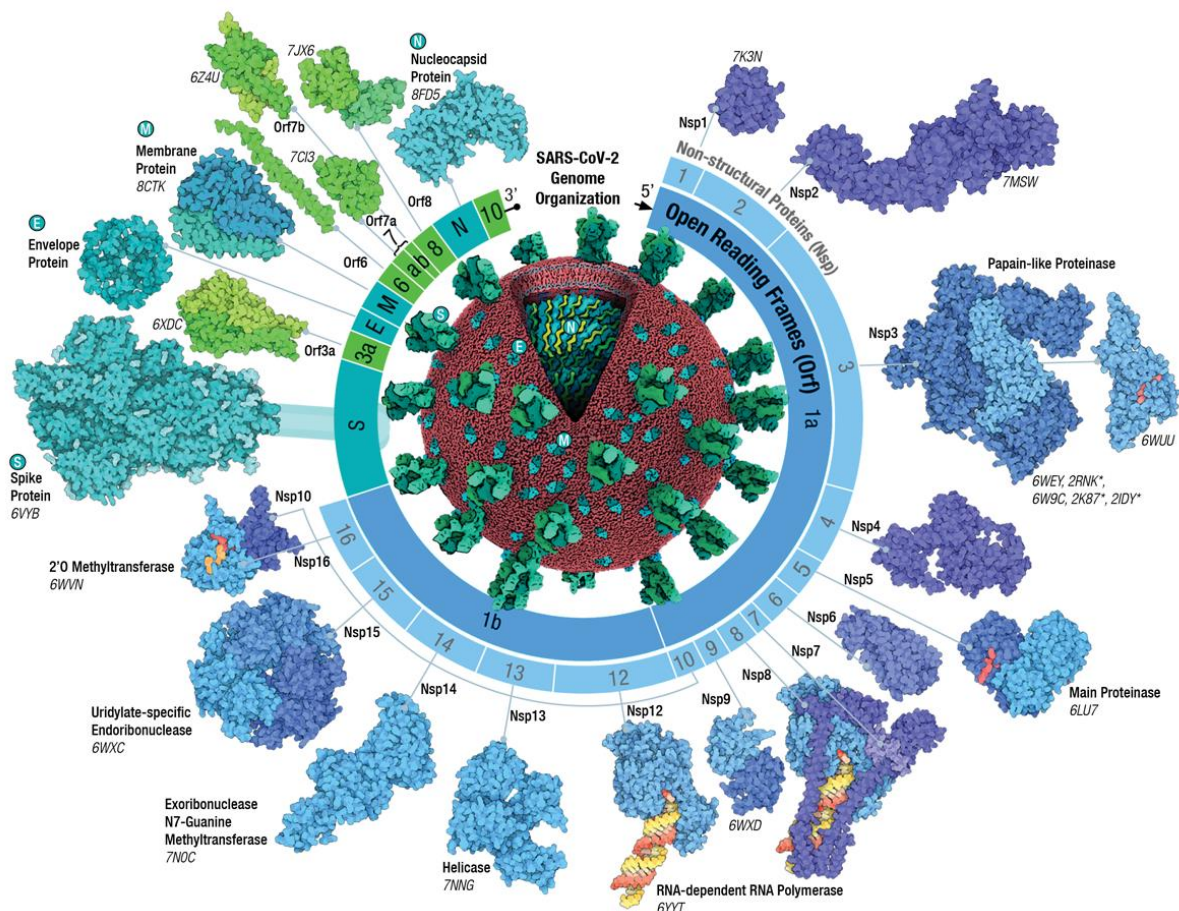 SARS-CoV-2
Genome
Organization
5’
3’
Open Reading Frames (Orf)
1a
1b
Non-structural Proteins (Nsp)
1
2
3
4
5
6
7
8
9
10
12
13
14
15
16
S
3a
E
M
6
a
b
7
8
N
10
7K3N
Nsp1
Nsp2
7MSW
Papain-like Proteinase
Nsp3
6WUU
6WEY, 2RNK*,
6W9C, 2K87*, 2IDY*
Nsp4
Nsp5
Main Proteinase
6LU7
Nsp6
Nsp7
Nsp8
Nsp9
6WXD
Nsp12
RNA-dependent RNA Polymerase
6YYT
Nsp13
Helicase
7NNG
Nsp14
Exoribonuclease
N7-Guanine
Methyltransferase
7N0C
Nsp15
Uridylate-specific
Endoribonuclease
6WXC
Nsp10
Nsp16
2’O Methyltransferase
6WVN
S
Spike
Protein
6VYB
6XDC
Orf3a
E
Envelope
Protein
M
Membrane
Protein
8CTK
Orf6
7CI3
Orf7a
Orf7b
6Z4U
7JX6
Orf8
N
Nucleocapsid
Protein
8FD5
S
E
N
M